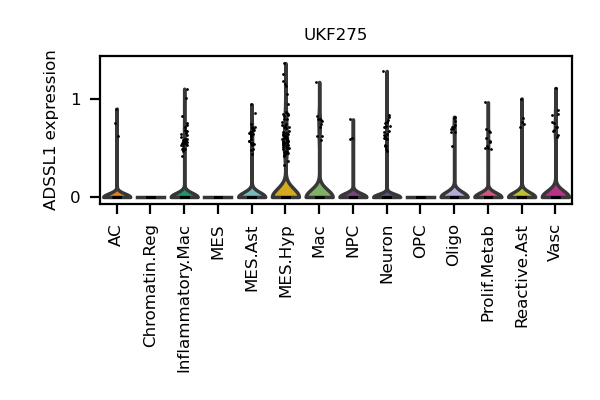 UKF275
ADSSL1 expression
1
0
AC
Chromatin.Reg
Inflammatory.Mac
MES
MES.Ast
MES.Hyp
Mac
NPC
Neuron
OPC
Oligo
Prolif.Metab
Reactive.Ast
Vasc